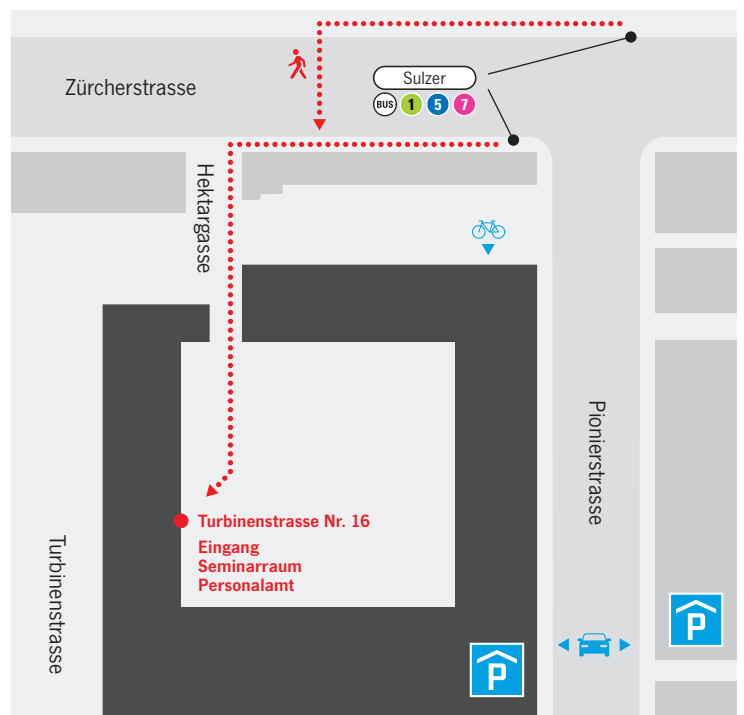 Zürcherstrasse
Sulzer
BUS 1 5 7
Hektargasse
Pionierstrasse
Turbinenstrasse Nr. 16
Eingang
Seminarraum
Personalamt
Turbinenstrasse
P
P